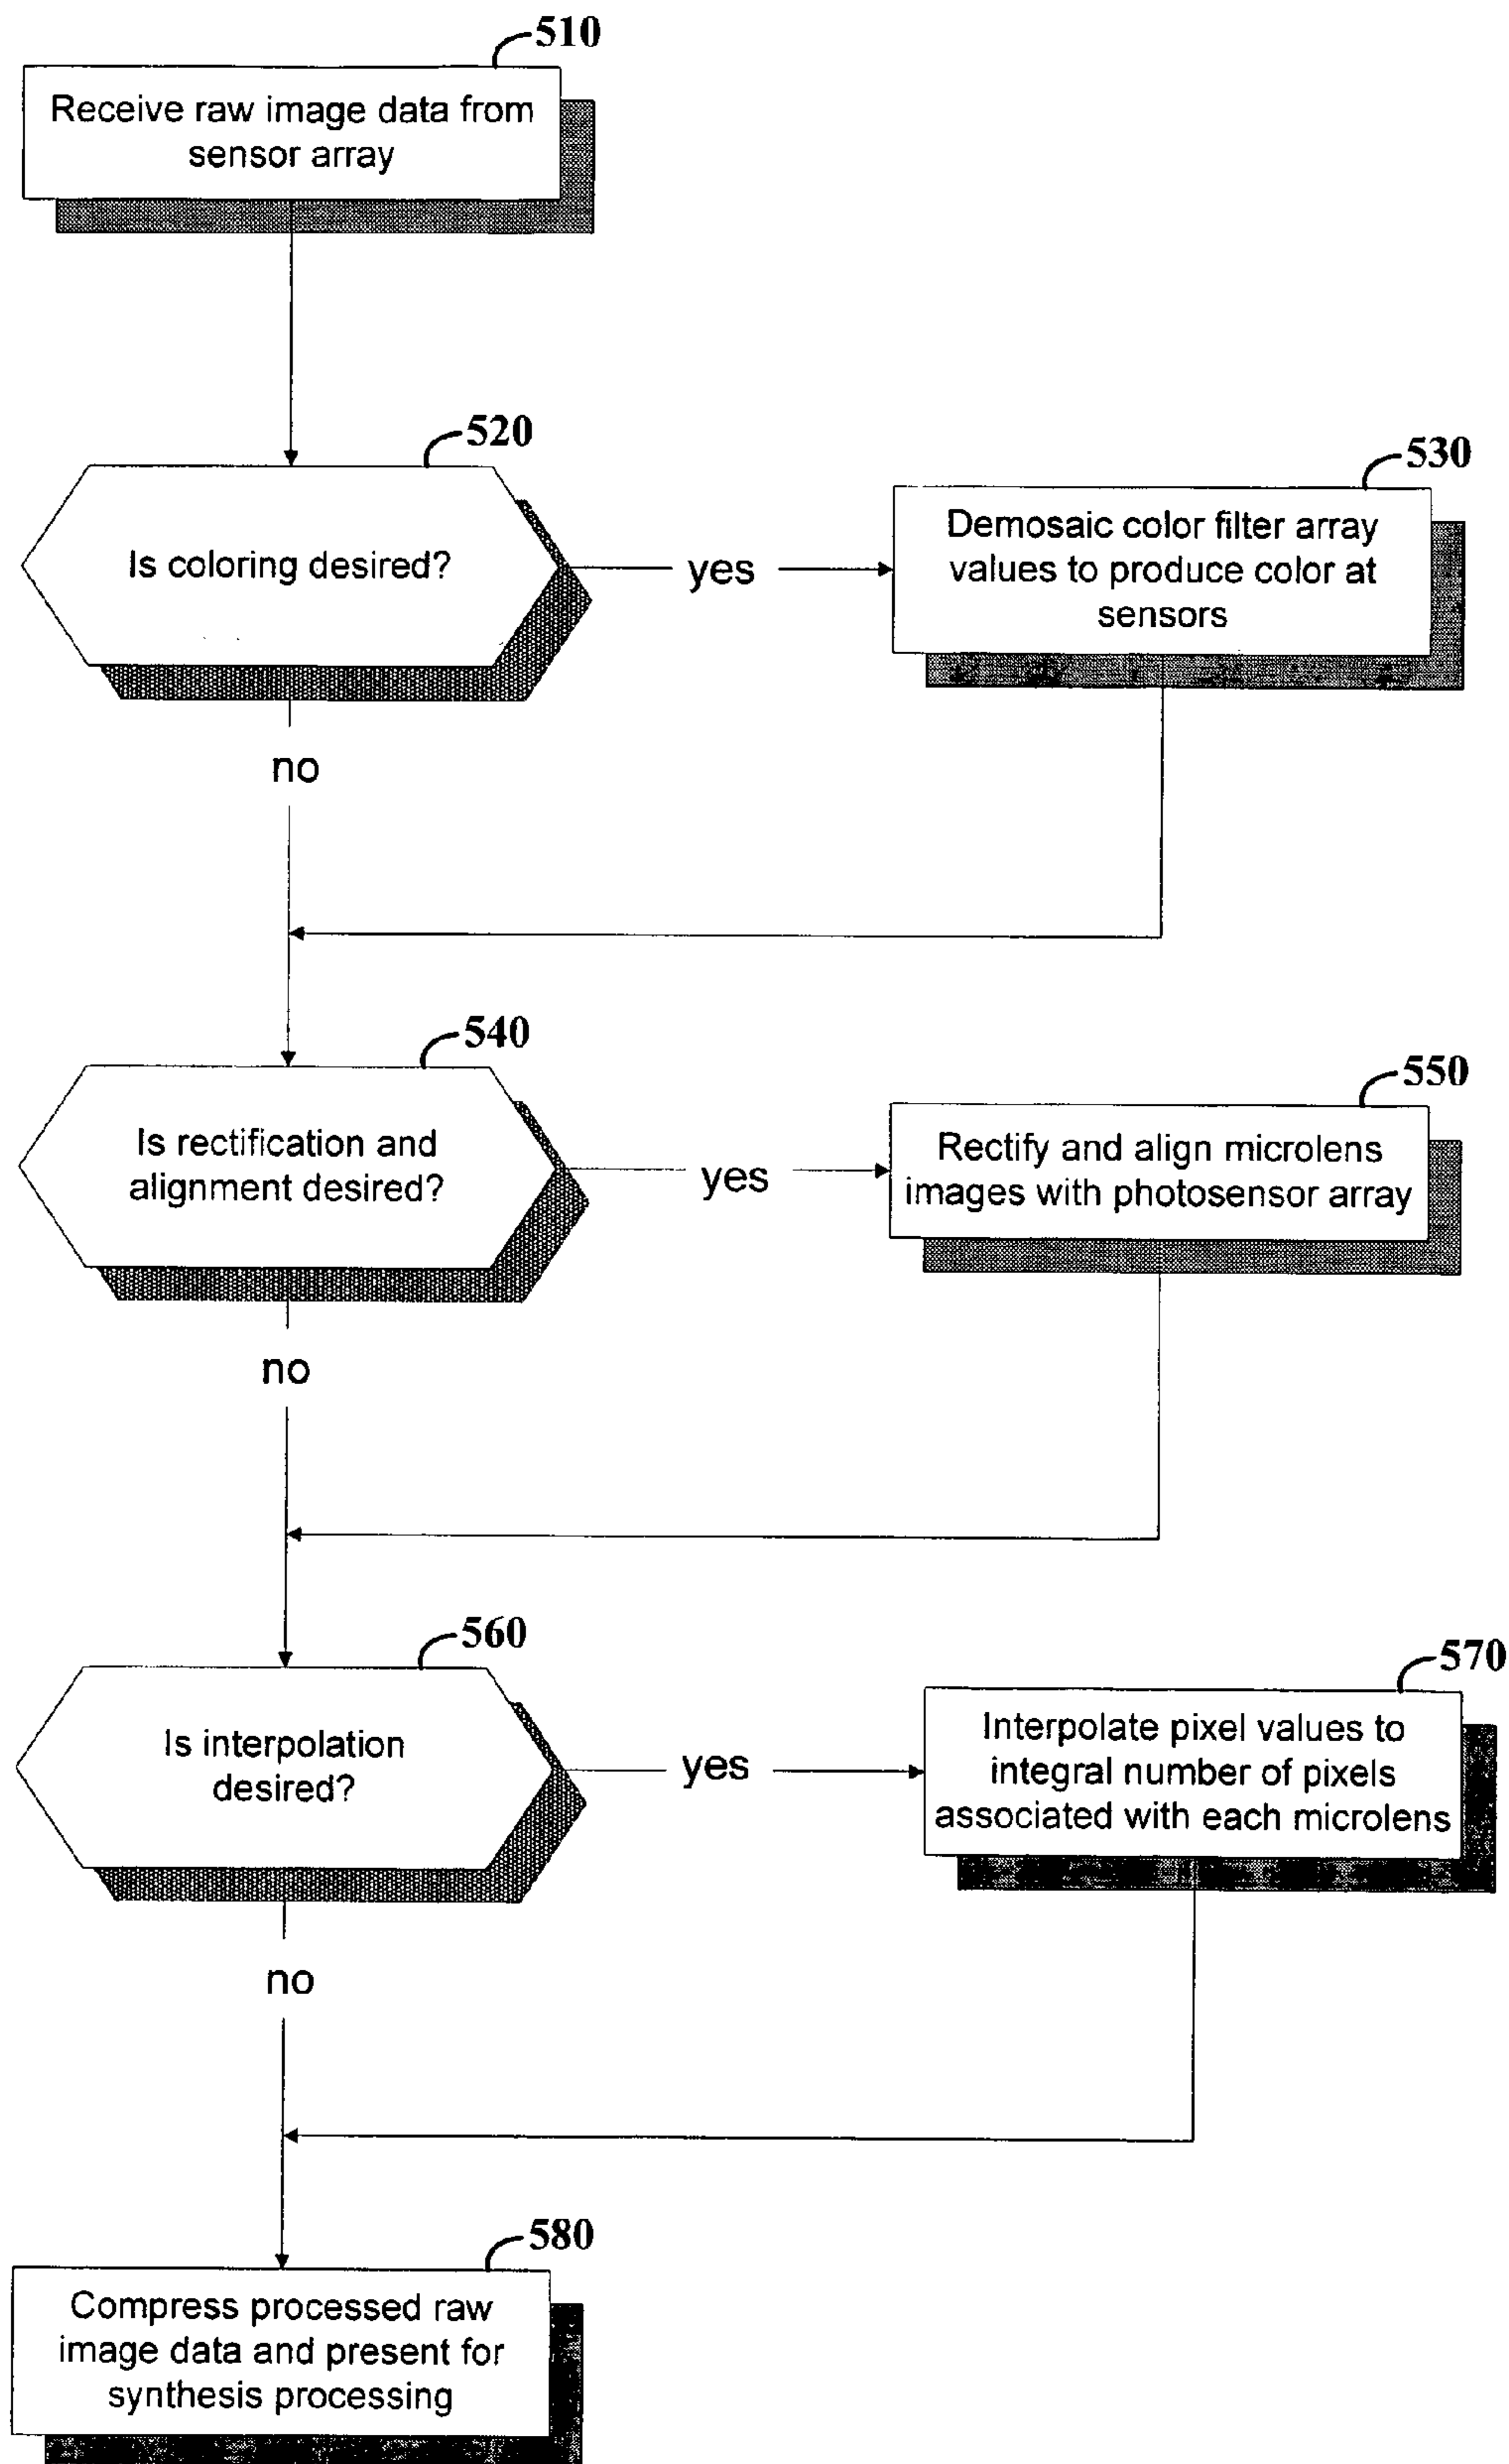 510
Receive raw image data from
sensor array
520
Is coloring desired?
yes
530
Demosaic color filter array
values to produce color at
sensors
no
540
Is rectification and
alignment desired?
yes
550
Rectify and align microlens
images with photosensor array
no
560
Is interpolation
desired?
yes
570
Interpolate pixel values to
integral number of pixels
associated with each microlens
no
580
Compress processed raw
image data and present for
synthesis processing